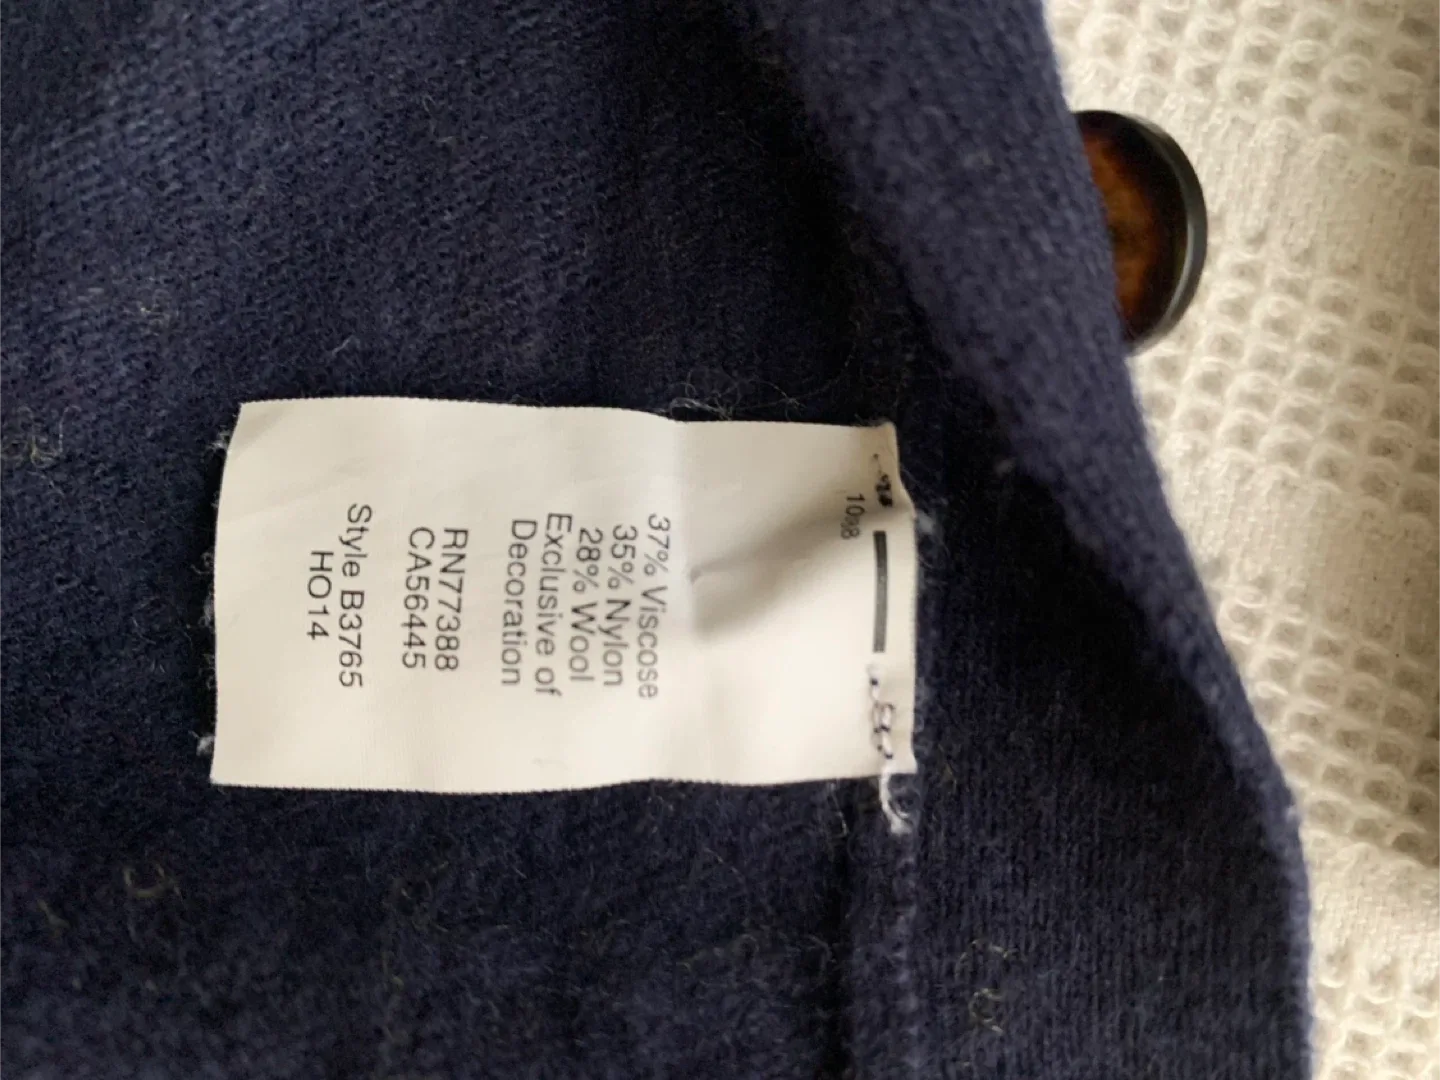 37% Viscose
35% Nylon
28% Wool
Exclusive of
Decoration
RN77388
CA56445
Style B3765
HO14